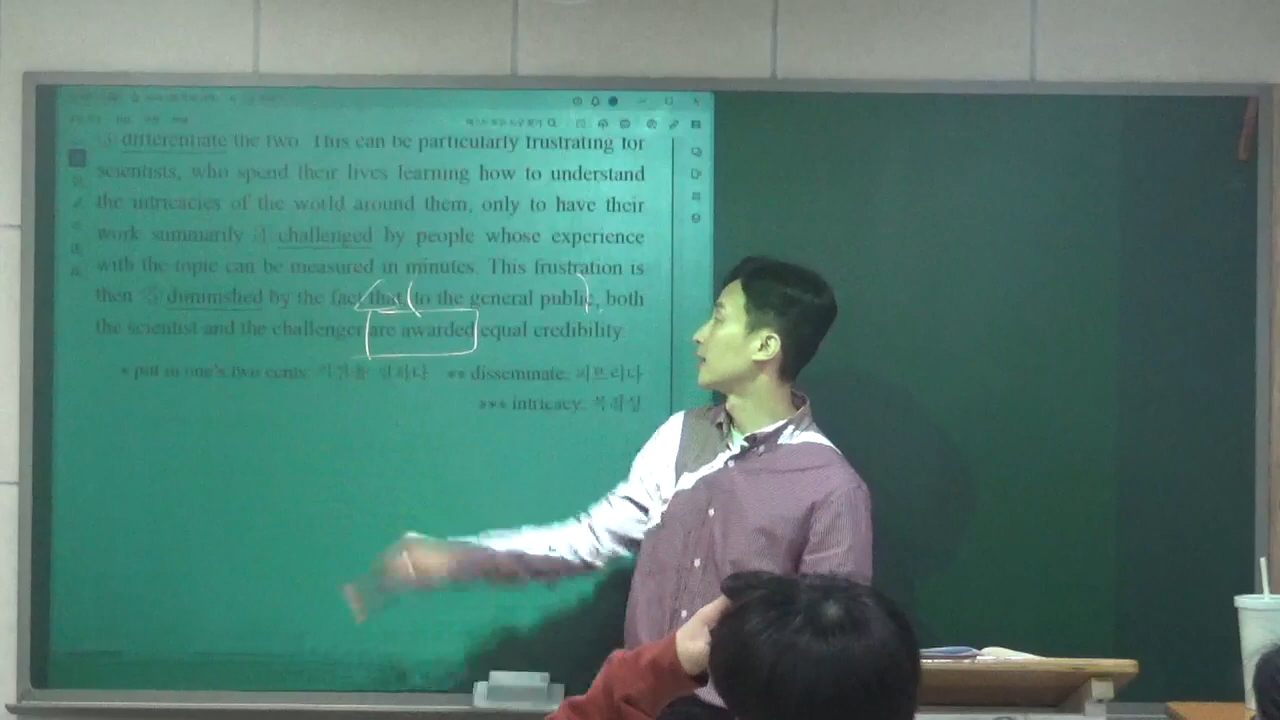 ③ differentiate the two. This can be particularly frustrating for
scientists, who spend their lives learning how to understand
the intricacies of the world around them, only to have their
work summarily ④ challenged by people whose experience
with the topic can be measured in minutes. This frustration is
then ⑤ diminished by the fact that to the general public, both
the scientist and the challenger are awarded equal credibility.
* put in one's two cents: 의견을 말하다 ** disseminate: 퍼뜨리다
*** intricacy: 복잡성